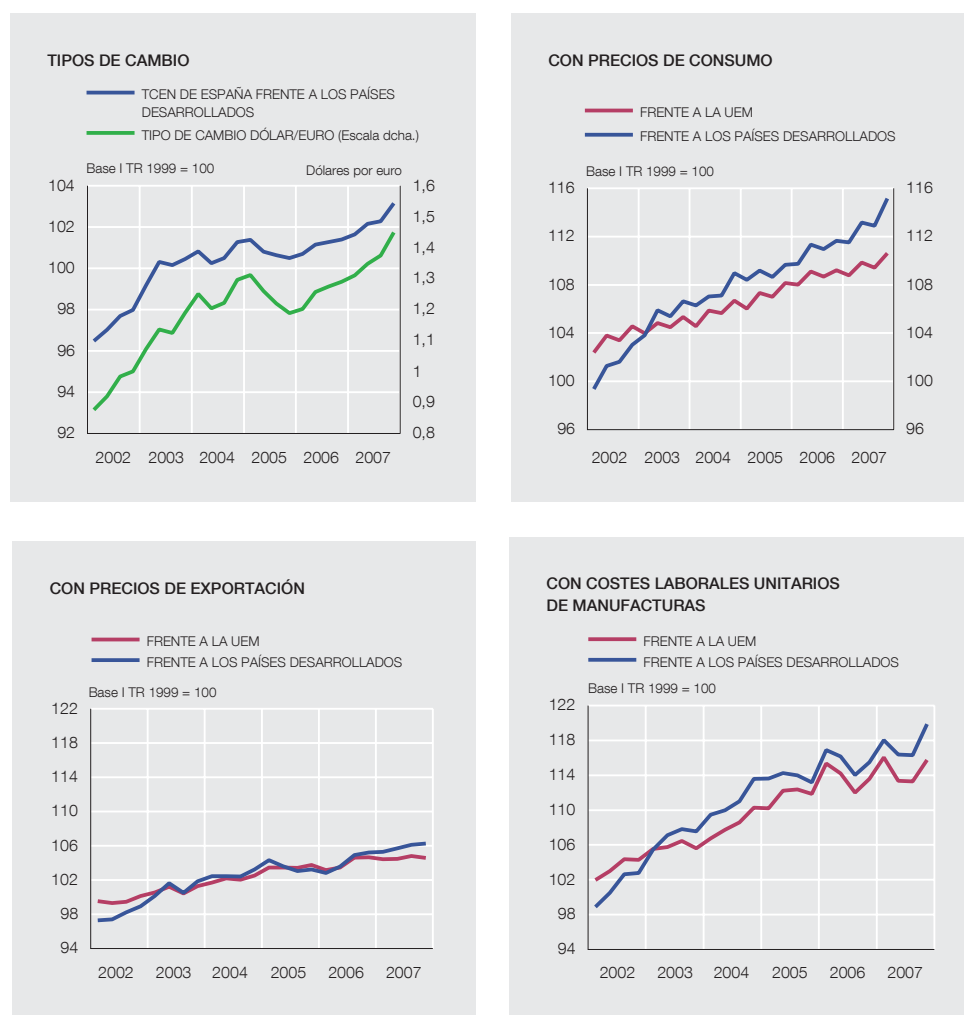 TIPOS DE CAMBIO
TCEN DE ESPAÑA FRENTE A LOS PAÍSES
DESARROLLADOS
TIPO DE CAMBIO DÓLAR/EURO (Escala dcha.)
Base I TR 1999 = 100
Dólares por euro
104
102
100
98
96
94
92
1,6
1,5
1,4
1,3
1,2
1,1
1
0,9
0,8
2002 2003 2004 2005 2006 2007
CON PRECIOS DE CONSUMO
FRENTE A LA UEM
FRENTE A LOS PAÍSES DESARROLLADOS
Base I TR 1999 = 100
116
112
108
104
100
96
116
112
108
104
100
96
2002 2003 2004 2005 2006 2007
CON PRECIOS DE EXPORTACIÓN
FRENTE A LA UEM
FRENTE A LOS PAÍSES DESARROLLADOS
Base I TR 1999 = 100
122
118
114
110
106
102
98
94
2002 2003 2004 2005 2006 2007
CON COSTES LABORALES UNITARIOS
DE MANUFACTURAS
FRENTE A LA UEM
FRENTE A LOS PAÍSES DESARROLLADOS
Base I TR 1999 = 100
122
118
114
110
106
102
98
94
2002 2003 2004 2005 2006 2007